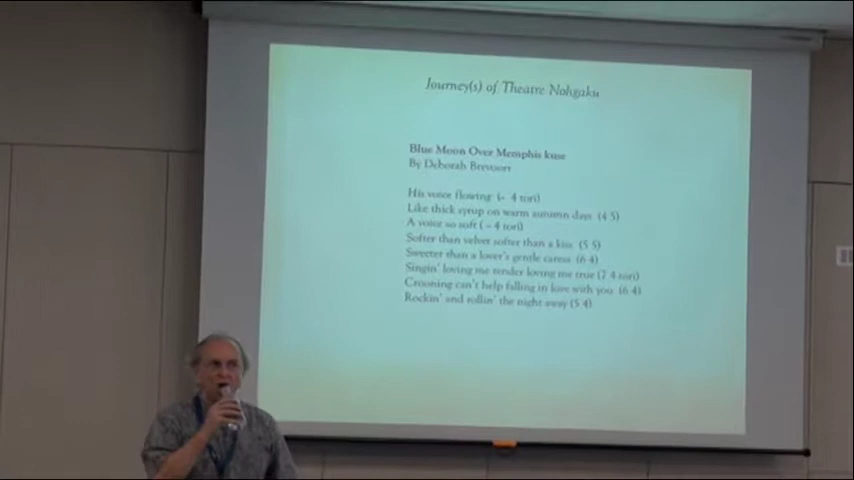 Journey(s) of Theatre Nohgaku
Blue Moon Over Memphis kuse
By Deborah Brevoort
His voice flowing (- 4 tori)
Like thick syrup on warm autumn days (4 5)
A voice so soft ( - 4 tori)
Softer than velvet softer than a kiss (5 5)
Sweeter than a lover's gentle caress (6 4)
Singin' loving me tender loving me true (7 4 tori)
Crooning can't help falling in love with you (6 4)
Rockin' and rollin' the night away (5 4)